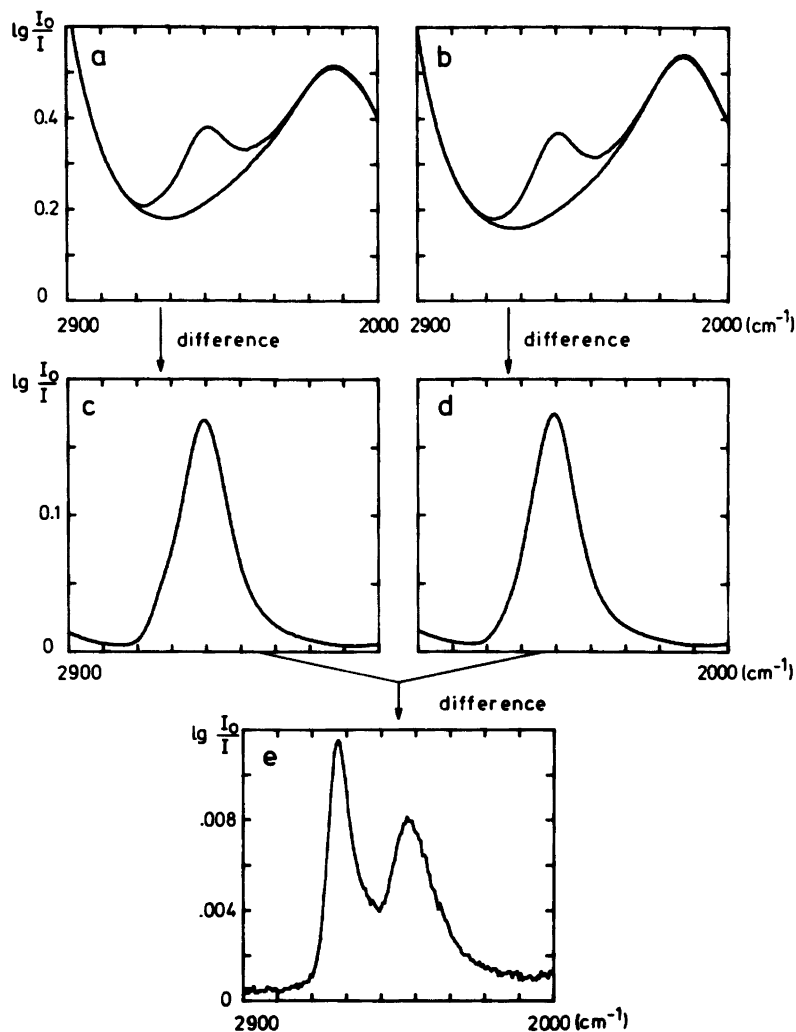 lg I₀/I
a
b
0.4
0.2
0
2900
2000
2900
2000 (cm⁻¹)
difference
difference
lg I₀/I
c
d
0.1
0
2900
2000 (cm⁻¹)
difference
lg I₀/I
e
.008
.004
0
2900
2000 (cm⁻¹)